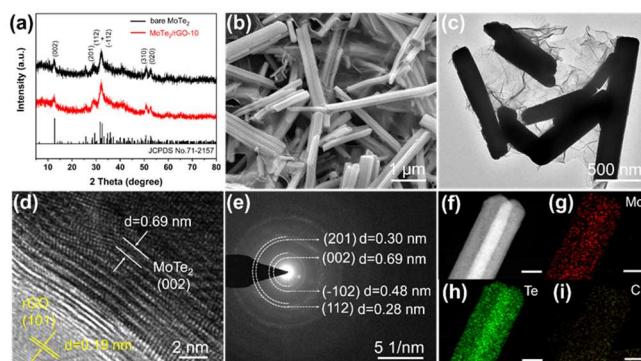 (a)
bare MoTe2
MoTe2/rGO-10
(002)
(201)
(112)
+
(-112)
(310)
(020)
Intensity (a.u.)
JCPDS No.71-2157
10 20 30 40 50 60 70 80
2 Theta (degree)
(b)
1 μm
(c)
500 nm
(d)
d=0.69 nm
MoTe2
(002)
rGO
(101)
d=0.19 nm
2 nm
(e)
(201) d=0.30 nm
(002) d=0.69 nm
(-102) d=0.48 nm
(112) d=0.28 nm
5 1/nm
(f)
(g)
Mo
(h)
Te
(i)
C